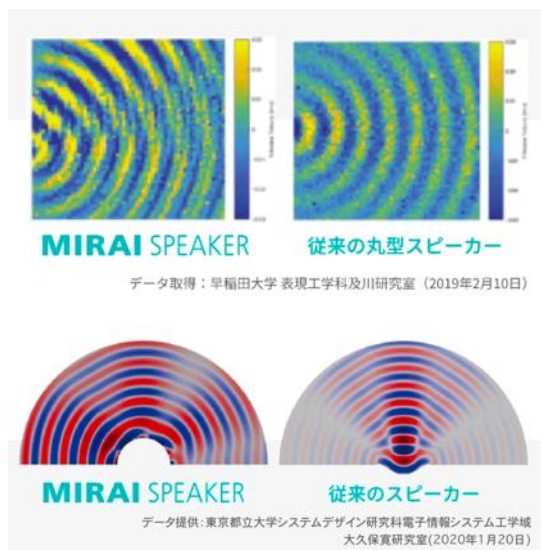 MIRAI SPEAKER
従来の丸型スピーカー
データ取得：早稲田大学 表現工学科及川研究室（2019年2月10日）
MIRAI SPEAKER
従来のスピーカー
データ提供：東京都立大学システムデザイン研究科電子情報システム工学域
大久保寛研究室(2020年1月20日）